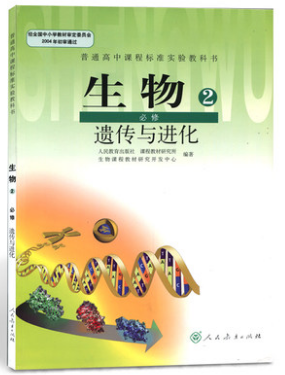 经全国中小学教材审定委员会
2004年初审通过
普通高中课程标准实验教科书
生物2
必修
遗传与进化
人民教育出版社 课程教材研究所
生物课程教材研究开发中心
编著
人民教育出版社
生物 2 必修 遗传与进化